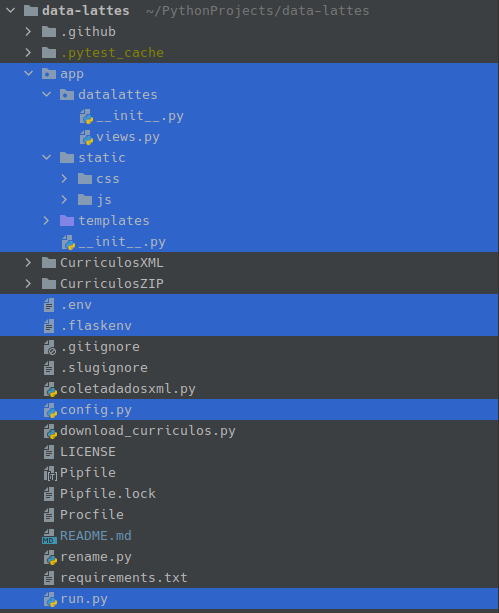 data-lattes ~/PythonProjects/data-lattes
.github
.pytest_cache
app
datalattes
__init__.py
views.py
static
css
js
templates
__init__.py
CurriculosXML
CurriculosZIP
.env
.flaskenv
.gitignore
.slugignore
coletadadosxml.py
config.py
download_curriculos.py
LICENSE
Pipfile
Pipfile.lock
Procfile
MD README.md
rename.py
requirements.txt
run.py